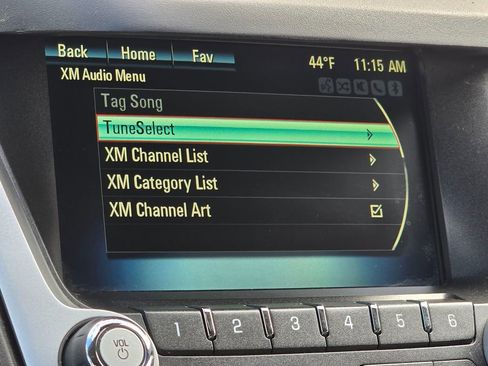 Back Home Fav 44°F 11:15 AM
XM Audio Menu
Tag Song
TuneSelect
XM Channel List
XM Category List
XM Channel Art
1 2 3 4 5 6
VOL